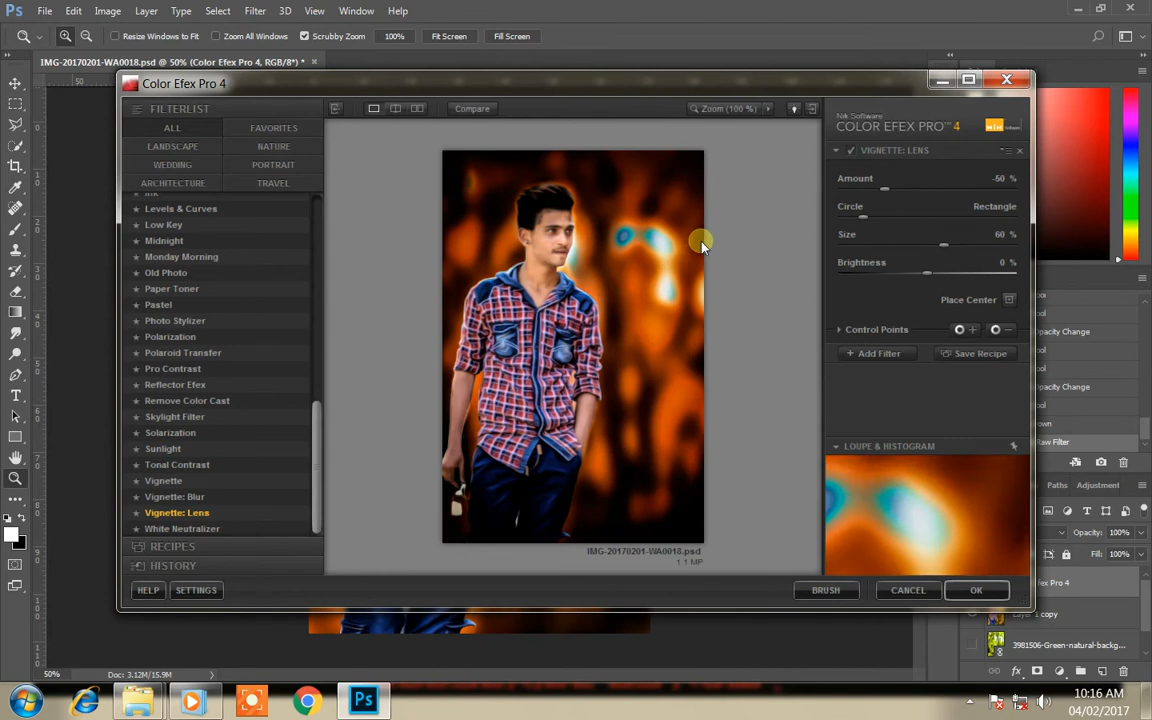 Ps File Edit Image Layer Type Select Filter 3D View Window Help
Resize Windows to Fit Zoom All Windows Scrubby Zoom 100% Fit Screen Fill Screen
IMG-20170201-WA0018.psd @ 50% (Color Efex Pro 4, RGB/8*) *
Color Efex Pro 4
FILTERLIST
ALL FAVORITES
LANDSCAPE NATURE
WEDDING PORTRAIT
ARCHITECTURE TRAVEL
Ink
Levels & Curves
Low Key
Midnight
Monday Morning
Old Photo
Paper Toner
Pastel
Photo Stylizer
Polarization
Polaroid Transfer
Pro Contrast
Reflector Efex
Remove Color Cast
Skylight Filter
Solarization
Sunlight
Tonal Contrast
Vignette
Vignette: Blur
Vignette: Lens
White Neutralizer
RECIPES
HISTORY
HELP SETTINGS
Compare
Zoom (100 %)
IMG-20170201-WA0018.psd
1.1 MP
Nik Software
COLOR EFEX PRO™ 4
VIGNETTE: LENS
Amount -50 %
Circle Rectangle
Size 60 %
Brightness 0 %
Place Center
Control Points
Add Filter Save Recipe
LOUPE & HISTOGRAM
BRUSH CANCEL OK
Opacity Change
Opacity Change
Raw Filter
Paths Adjustment
Opacity: 100%
Fill: 100%
Efex Pro 4
Layer 1 copy
3981506-Green-natural-backg...
50% Doc: 3.12M/15.9M
Ps
10:16 AM
04/02/2017